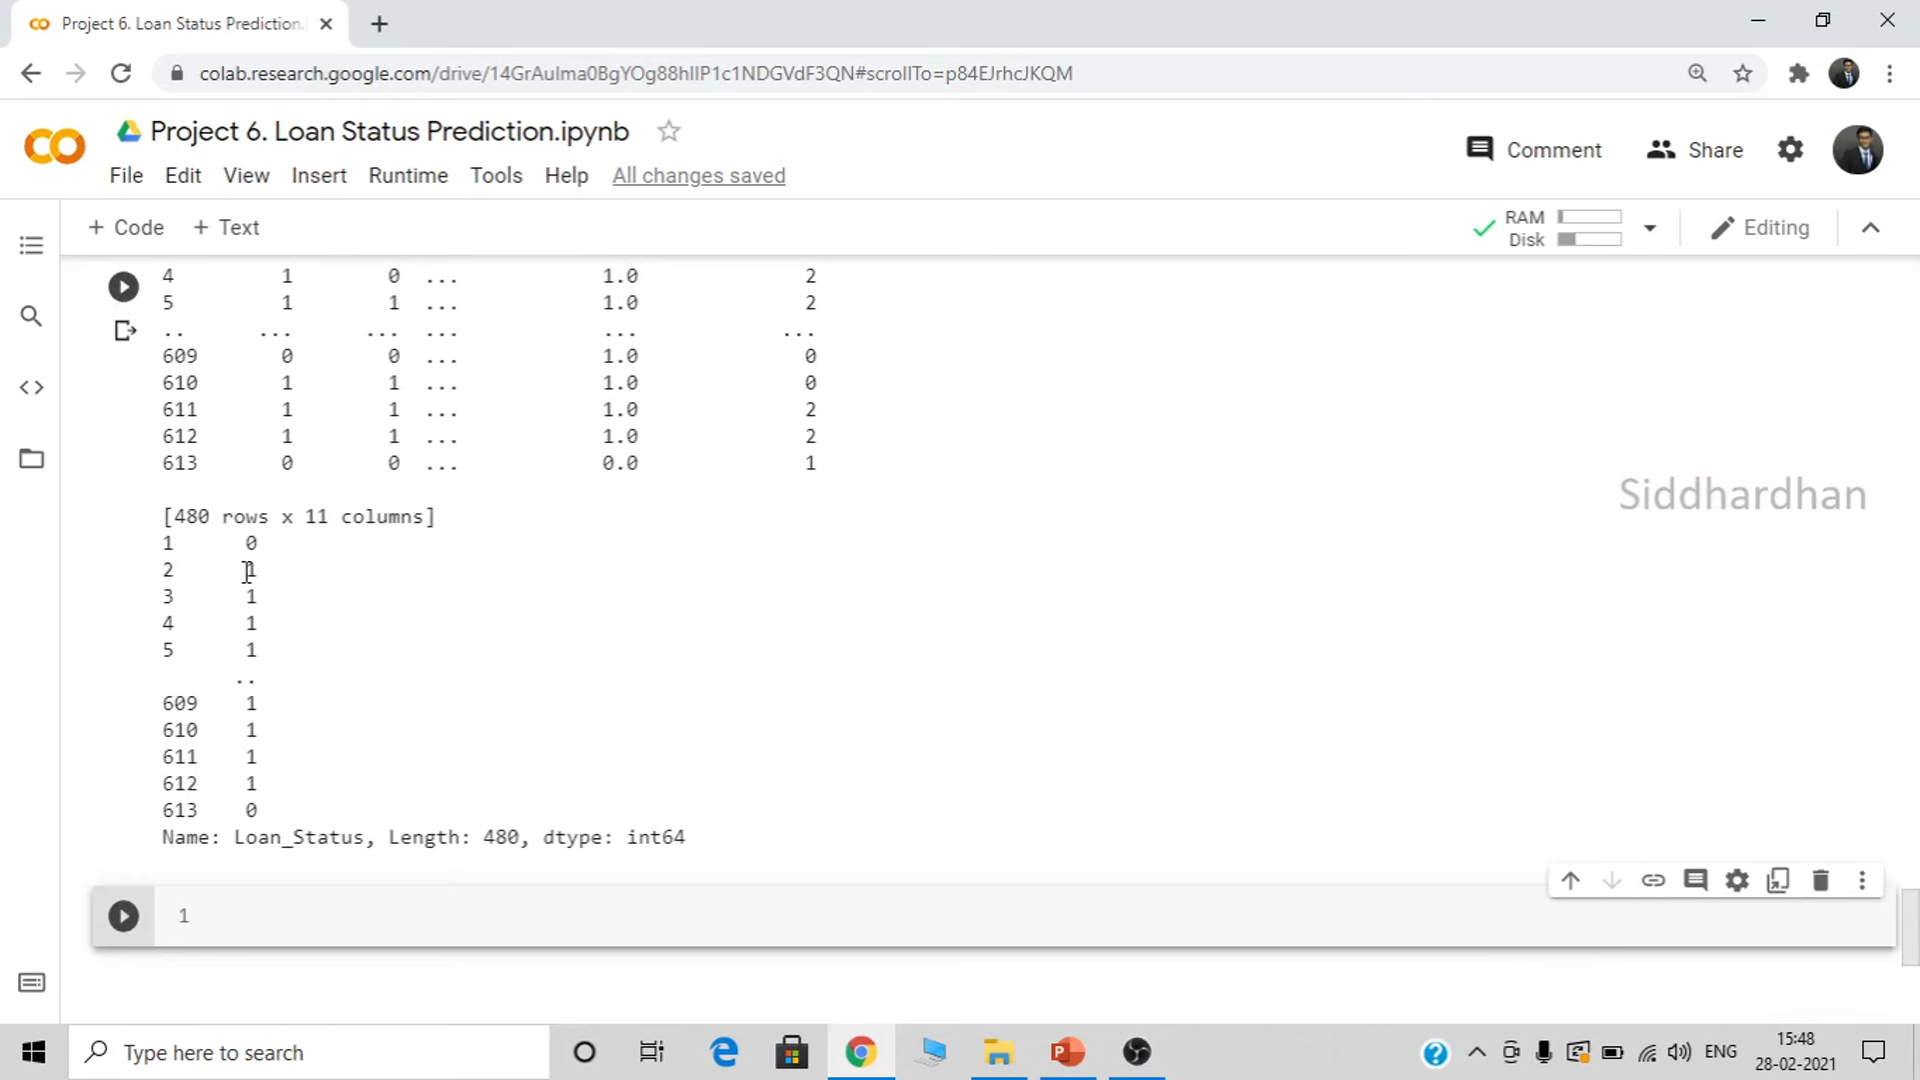 Project 6. Loan Status Prediction.
colab.research.google.com/drive/14GrAulma0BgYOg88hIlP1c1NDGVdF3QN#scrollTo=p84EJrhcJKQM
Project 6. Loan Status Prediction.ipynb
Comment
Share
File Edit View Insert Runtime Tools Help All changes saved
+ Code + Text
RAM
Disk
Editing
4 1 0 ... 1.0 2
5 1 1 ... 1.0 2
.. ... ... ... ... ...
609 0 0 ... 1.0 0
610 1 1 ... 1.0 0
611 1 1 ... 1.0 2
612 1 1 ... 1.0 2
613 0 0 ... 0.0 1
Siddhardhan
[480 rows x 11 columns]
1 0
2 1
3 1
4 1
5 1
..
609 1
610 1
611 1
612 1
613 0
Name: Loan_Status, Length: 480, dtype: int64
1
Type here to search
ENG
15:48
28-02-2021